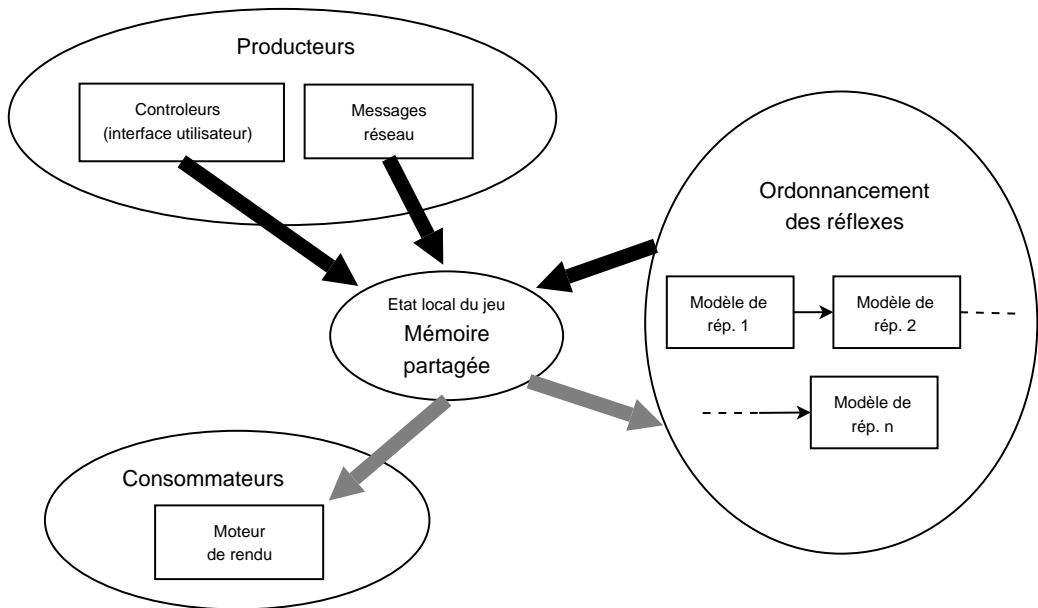 Producteurs
Controleurs
(interface utilisateur)
Messages
réseau
Ordonnancement
des réflexes
Modèle de
rép. 1
Modèle de
rép. 2
Modèle de
rép. n
Etat local du jeu
Mémoire
partagée
Consommateurs
Moteur
de rendu